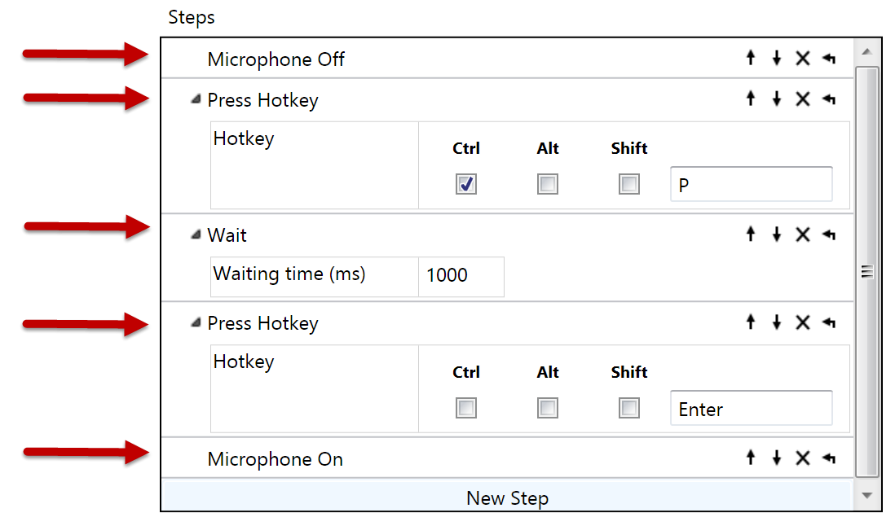 Steps
Microphone Off
Press Hotkey
Hotkey
Ctrl Alt Shift
P
Wait
Waiting time (ms) 1000
Press Hotkey
Hotkey
Ctrl Alt Shift
Enter
Microphone On
New Step